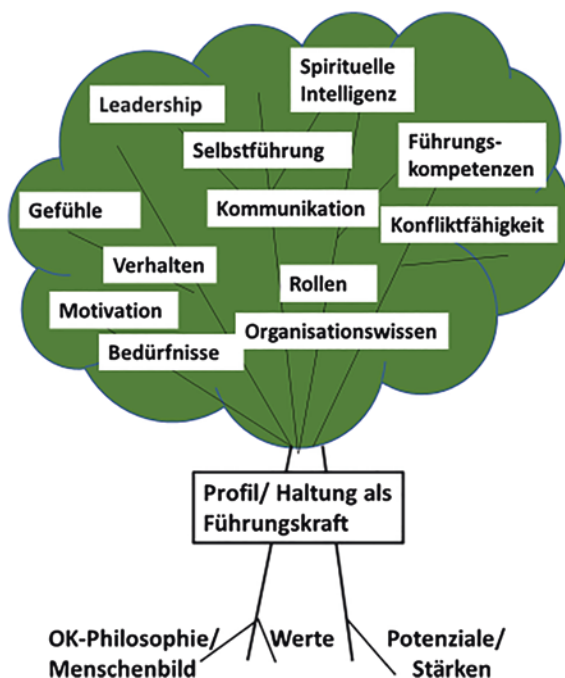 Spirituelle
Intelligenz
Leadership
Selbstführung
Führungs-
kompetenzen
Gefühle
Kommunikation
Konfliktfähigkeit
Verhalten
Rollen
Motivation
Organisationswissen
Bedürfnisse
Profil/ Haltung als
Führungskraft
OK-Philosophie/
Menschenbild
Werte
Potenziale/
Stärken